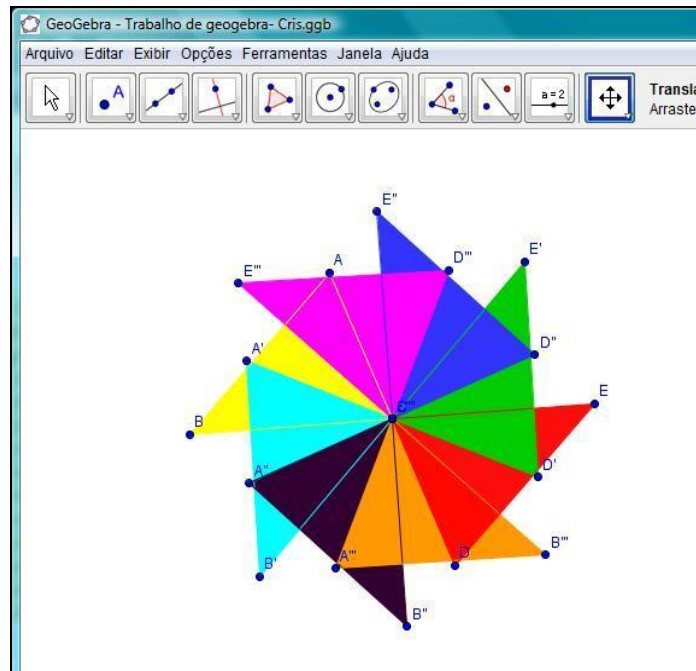 GeoGebra - Trabalho de geogebra- Cris.ggb
Arquivo Editar Exibir Opções Ferramentas Janela Ajuda
A
α
a = 2
Transla
Arraste
E''
E'
A
D'''
E'''
A'
D''
E
B
A''
D'
B'
A'''
D
B'''
B''